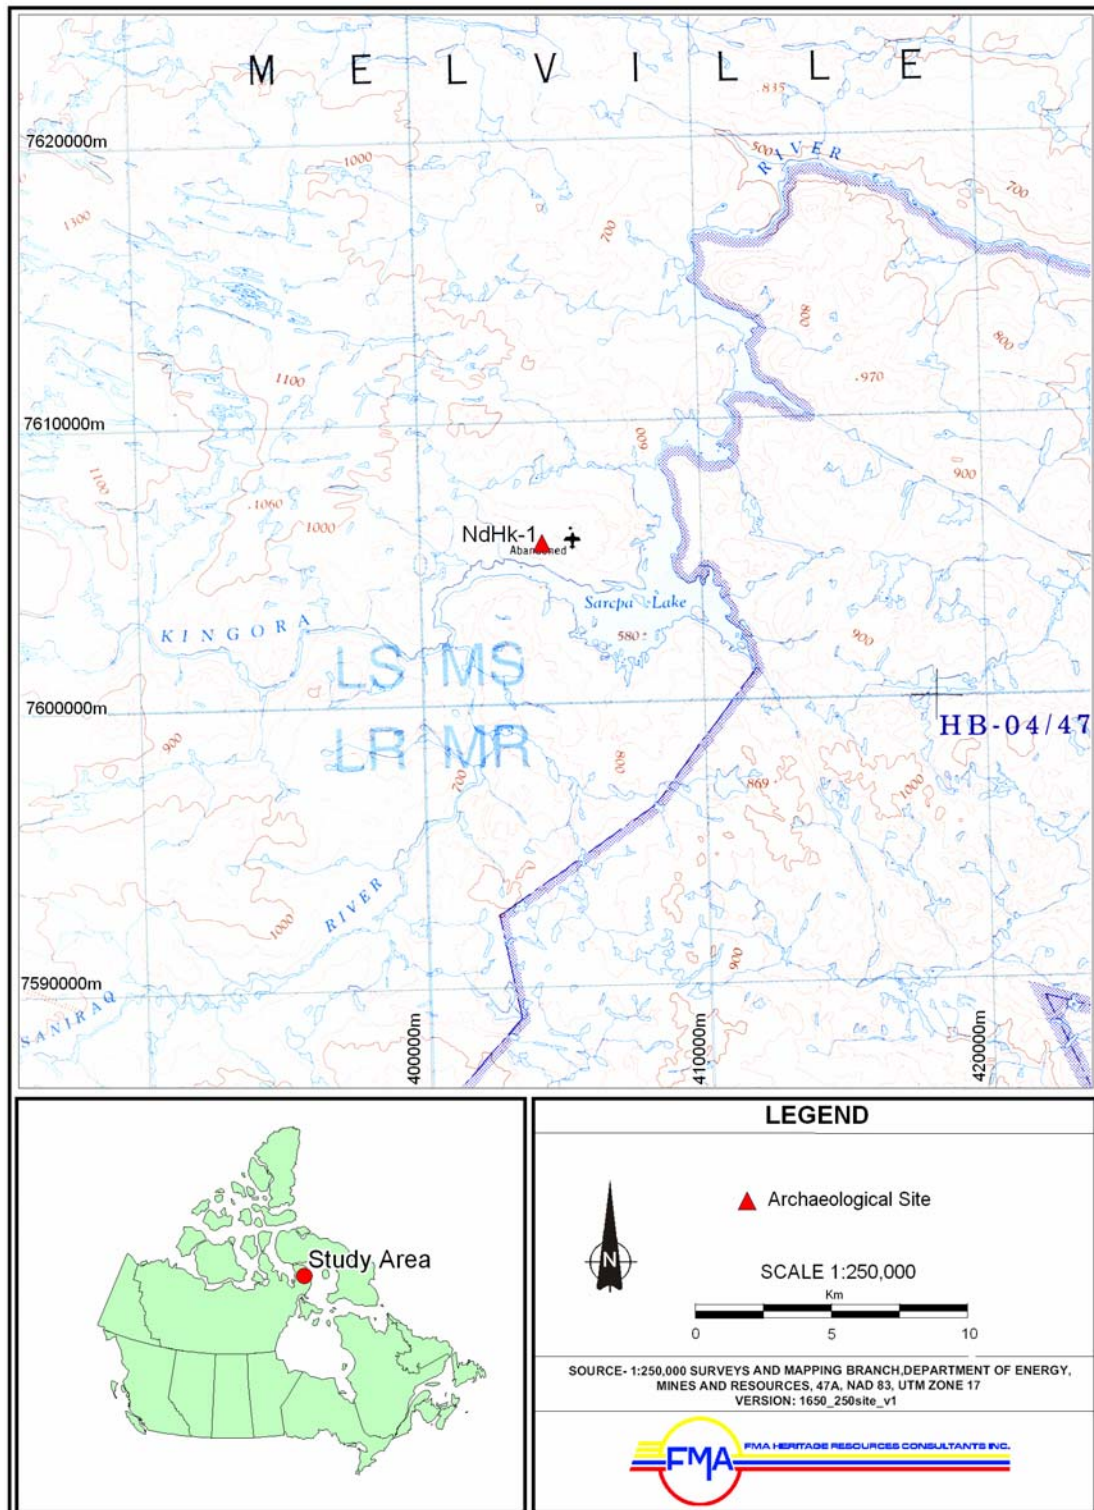 M E L V I L L E
835
7620000m
1000
500
RIVER
700
1300
700
800
800
1100
970
7610000m
600
1100
900
1060
1000
NdHk-1
Abandoned
Sarcpa Lake
KINGORA
580
900
LS MS
7600000m
HB-04/47
LR MR
900
700
800
869
1000
RIVER
1000
900
7590000m
SANIRAQ
400000m
410000m
420000m
Study Area
LEGEND
Archaeological Site
N
SCALE 1:250,000
Km
0 5 10
SOURCE- 1:250,000 SURVEYS AND MAPPING BRANCH,DEPARTMENT OF ENERGY,
MINES AND RESOURCES, 47A, NAD 83, UTM ZONE 17
VERSION: 1650_250site_v1
FMA
FMA HERITAGE RESOURCES CONSULTANTS INC.